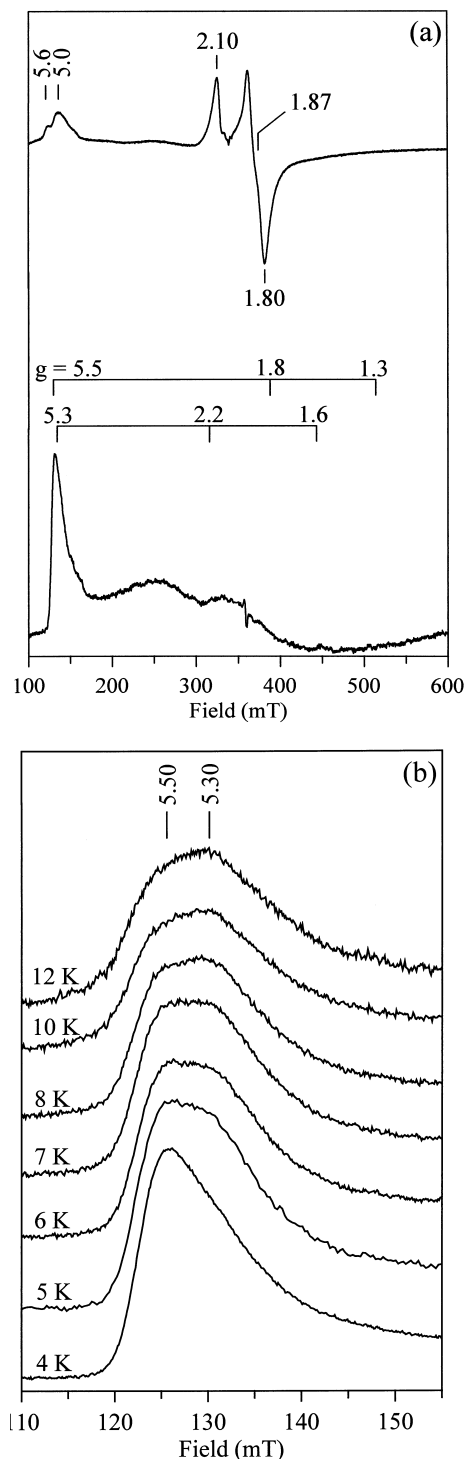 (a)
5.6
5.0
2.10
1.87
1.80
g = 5.5 1.8 1.3
5.3 2.2 1.6
100 200 300 400 500 600
Field (mT)
(b)
5.50
5.30
12 K
10 K
8 K
7 K
6 K
5 K
4 K
110 120 130 140 150
Field (mT)